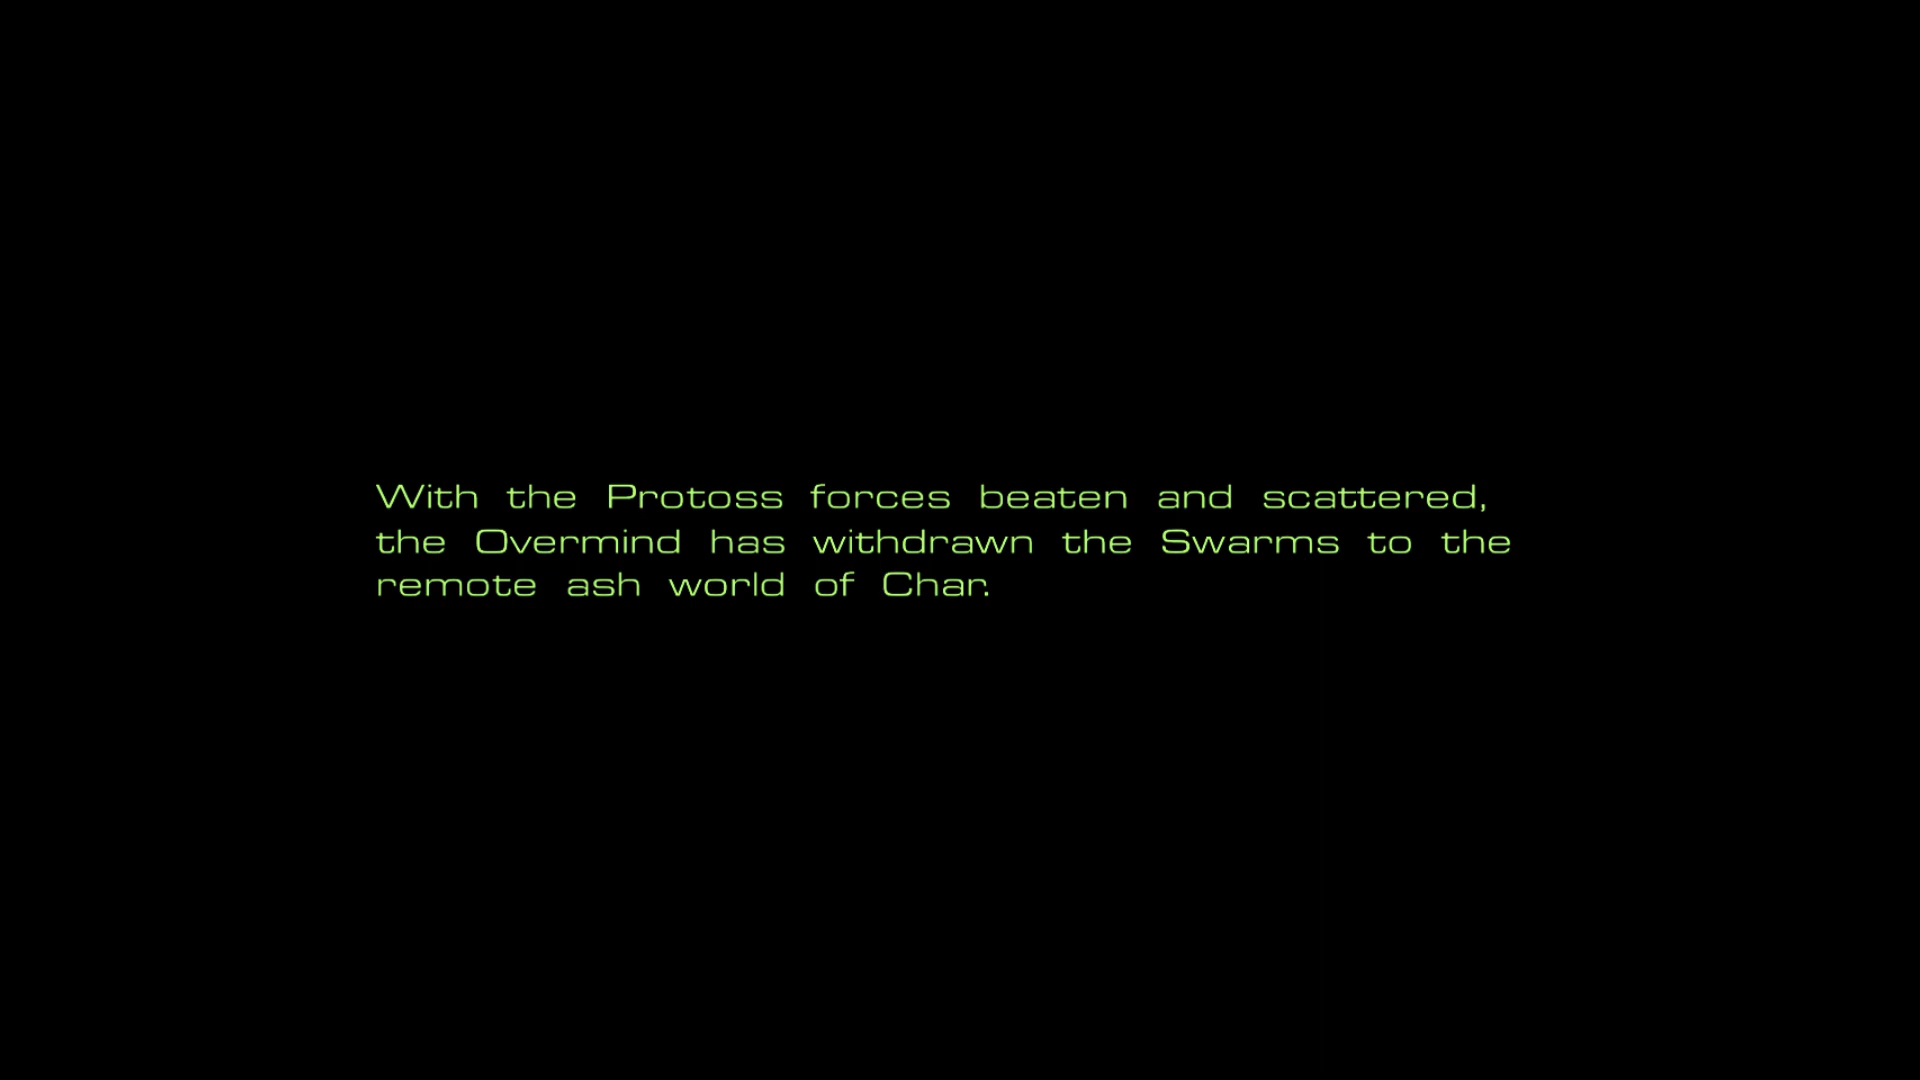 With the Protoss forces beaten and scattered,
the Overmind has withdrawn the Swarms to the
remote ash world of Char.